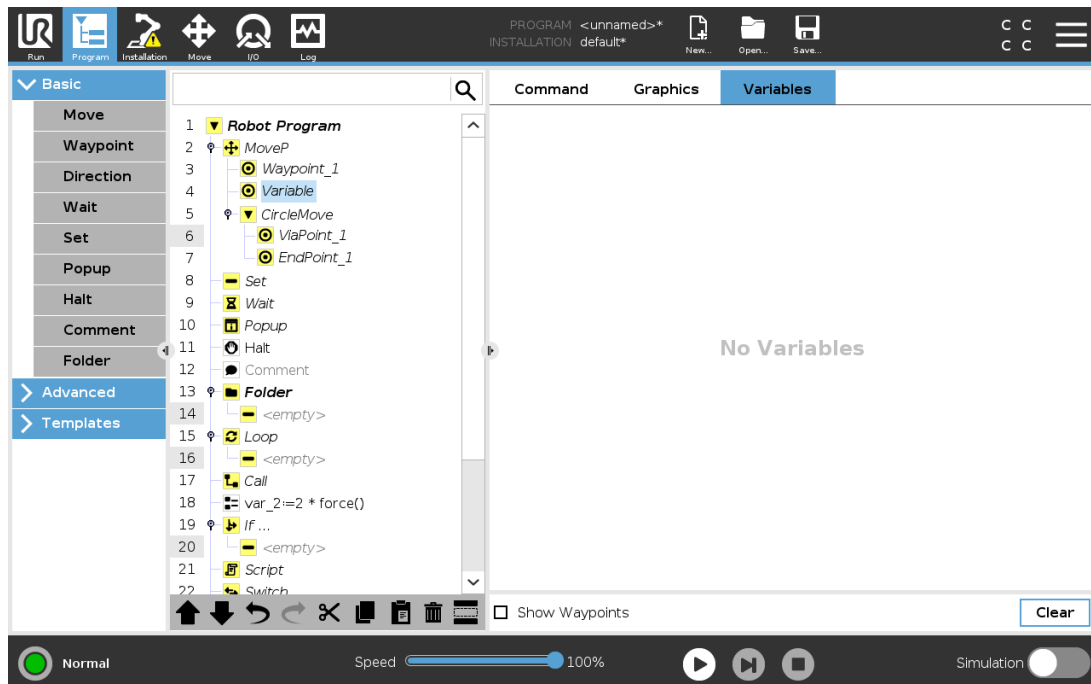 PROGRAM <unnamed>*
INSTALLATION default*
UR
Run
Program
Installation
Move
I/O
Log
New...
Open...
Save...
C C
C C
Basic
Move
Waypoint
Direction
Wait
Set
Popup
Halt
Comment
Folder
Advanced
Templates
1 Robot Program
2 MoveP
3 Waypoint_1
4 Variable
5 CircleMove
6 ViaPoint_1
7 EndPoint_1
8 Set
9 Wait
10 Popup
11 Halt
12 Comment
13 Folder
14 <empty>
15 Loop
16 <empty>
17 Call
18 var_2:=2 * force()
19 If ...
20 <empty>
21 Script
22 Switch
Command Graphics Variables
No Variables
Show Waypoints
Clear
Normal
Speed
100%
Simulation